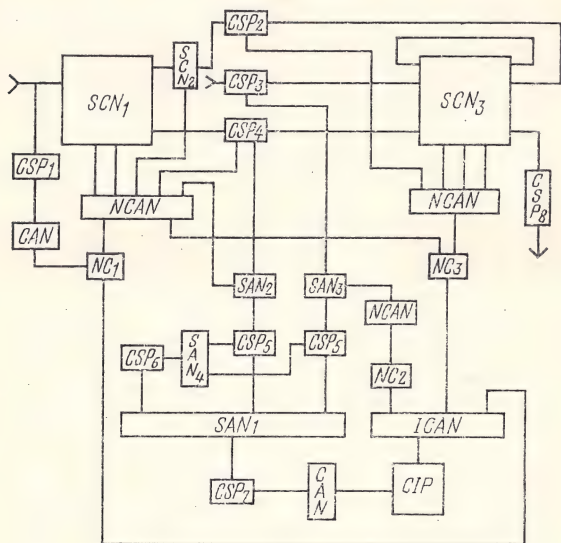 CSP2
SCN2
SCN1
CSP3
SCN3
CSP4
CSP1
CSP8
NCAN
NCAN
CAN
NC1
NC3
SAN2
SAN3
NCAN
SAN4
CSP5
CSP5
CSP6
NC2
SAN1
ICAN
CSP7
CAN
CIP